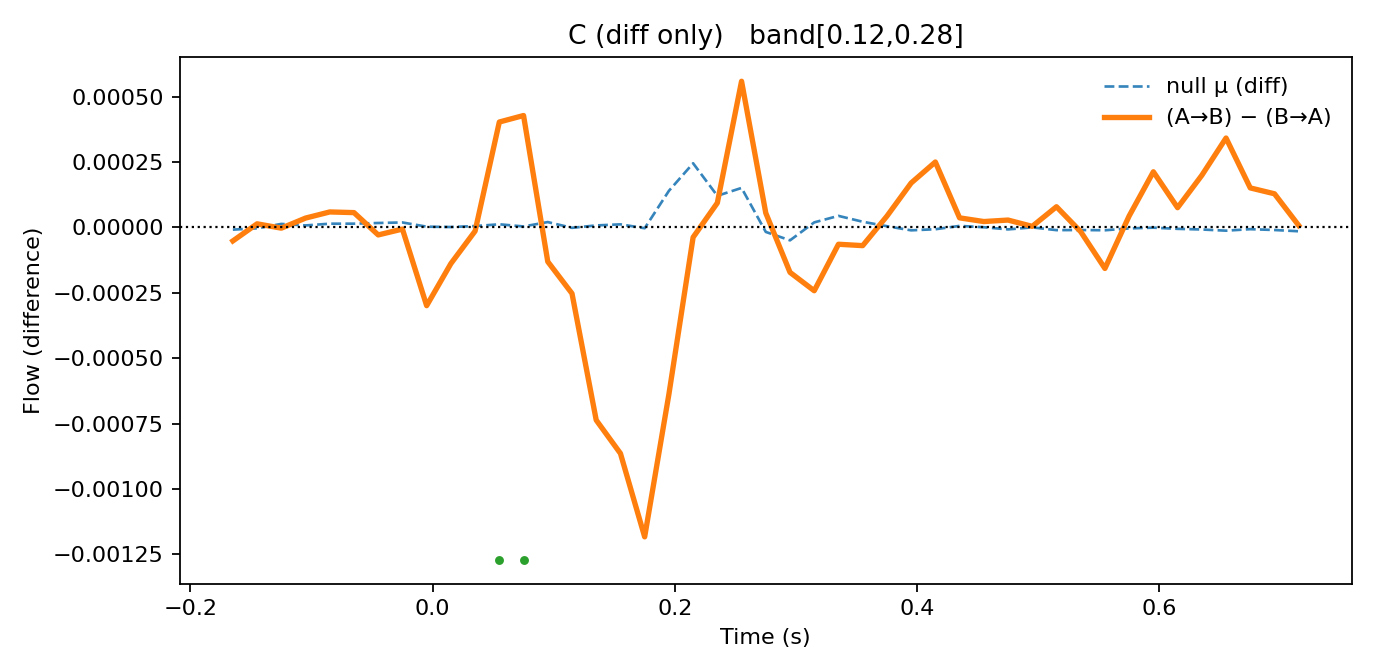 C (diff only)   band[0.12,0.28]
null µ (diff)
(A→B) − (B→A)
Flow (difference)
0.00050
0.00025
0.00000
−0.00025
−0.00050
−0.00075
−0.00100
−0.00125
−0.2
0.0
0.2
0.4
0.6
Time (s)